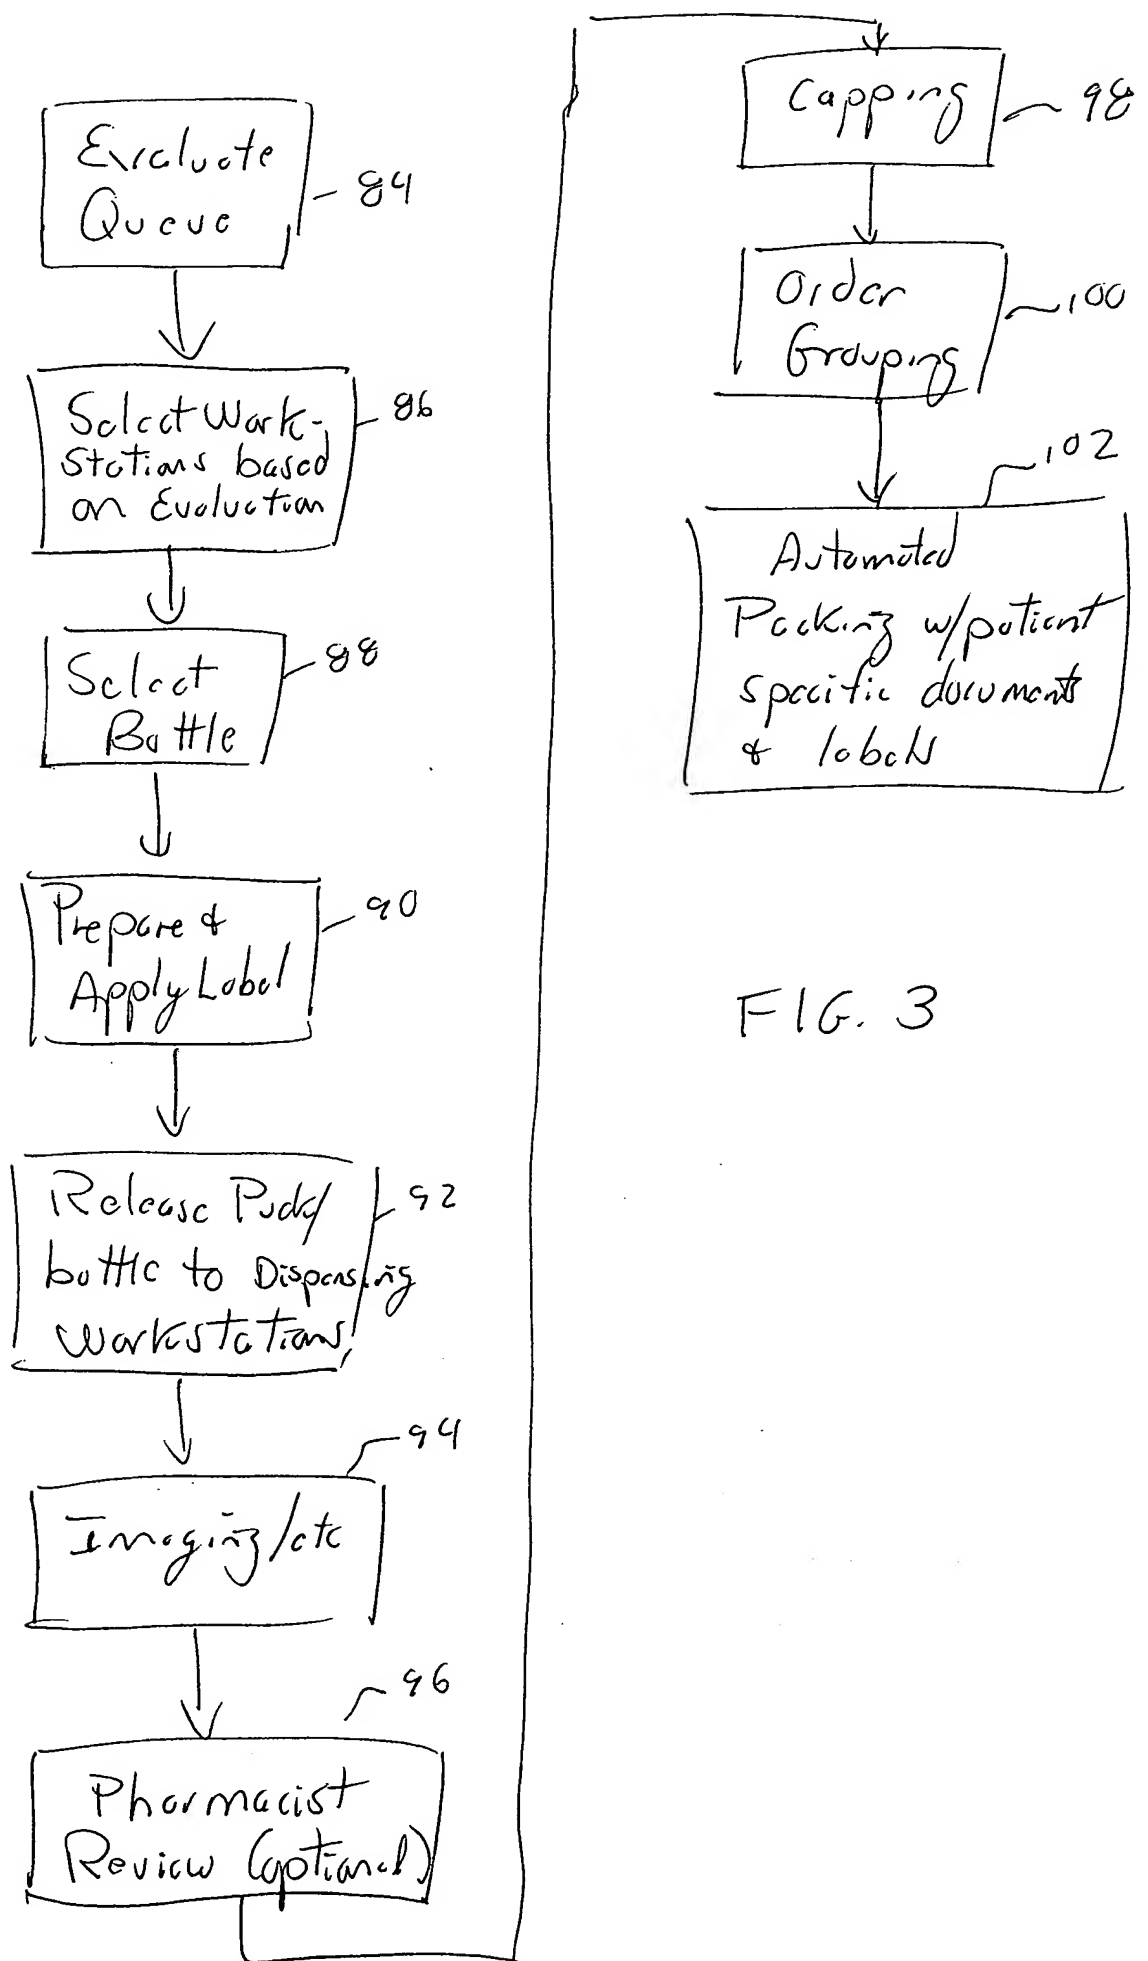 Evaluate
Queue
84
Select Work-
stations based
on Evaluation
86
Select
Bottle
88
Prepare &
Apply Label
90
Release Puck/
bottle to Dispensing
Workstations
92
Imaging/etc
94
Pharmacist
Review (optional)
96
Capping
98
Order
Grouping
100
Automated
Packing w/patient
specific documents
& labels
102
FIG. 3